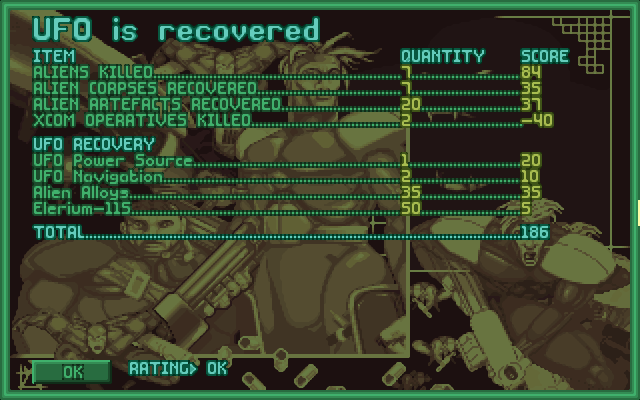 UFO is recovered
ITEM QUANTITY SCORE
ALIENS KILLED 7 84
ALIEN CORPSES RECOVERED 7 35
ALIEN ARTEFACTS RECOVERED 20 37
XCOM OPERATIVES KILLED 2 -40
UFO RECOVERY
UFO Power Source 1 20
UFO Navigation 2 10
Alien Alloys 35 35
Elerium-115 50 5
TOTAL 186
OK RATING> OK